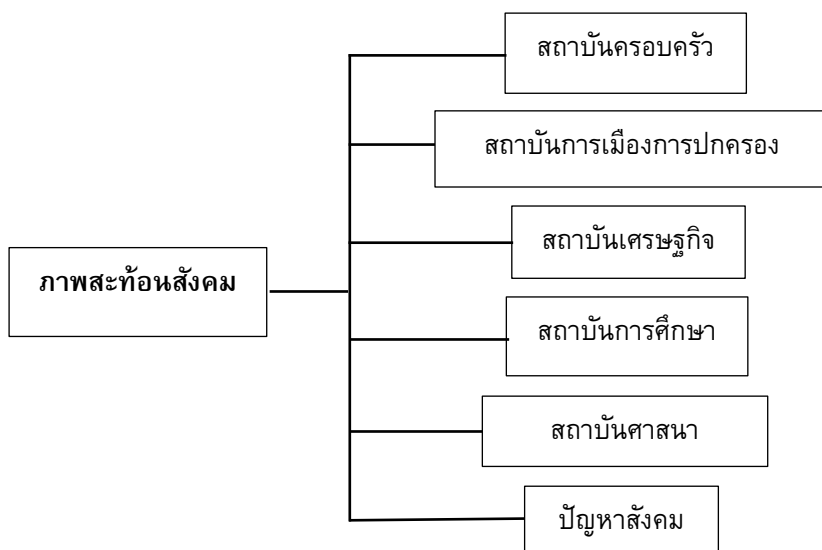 สถาบันครอบครัว
สถาบันการเมืองการปกครอง
สถาบันเศรษฐกิจ
ภาพสะท้อนสังคม
สถาบันการศึกษา
สถาบันศาสนา
ปัญหาสังคม